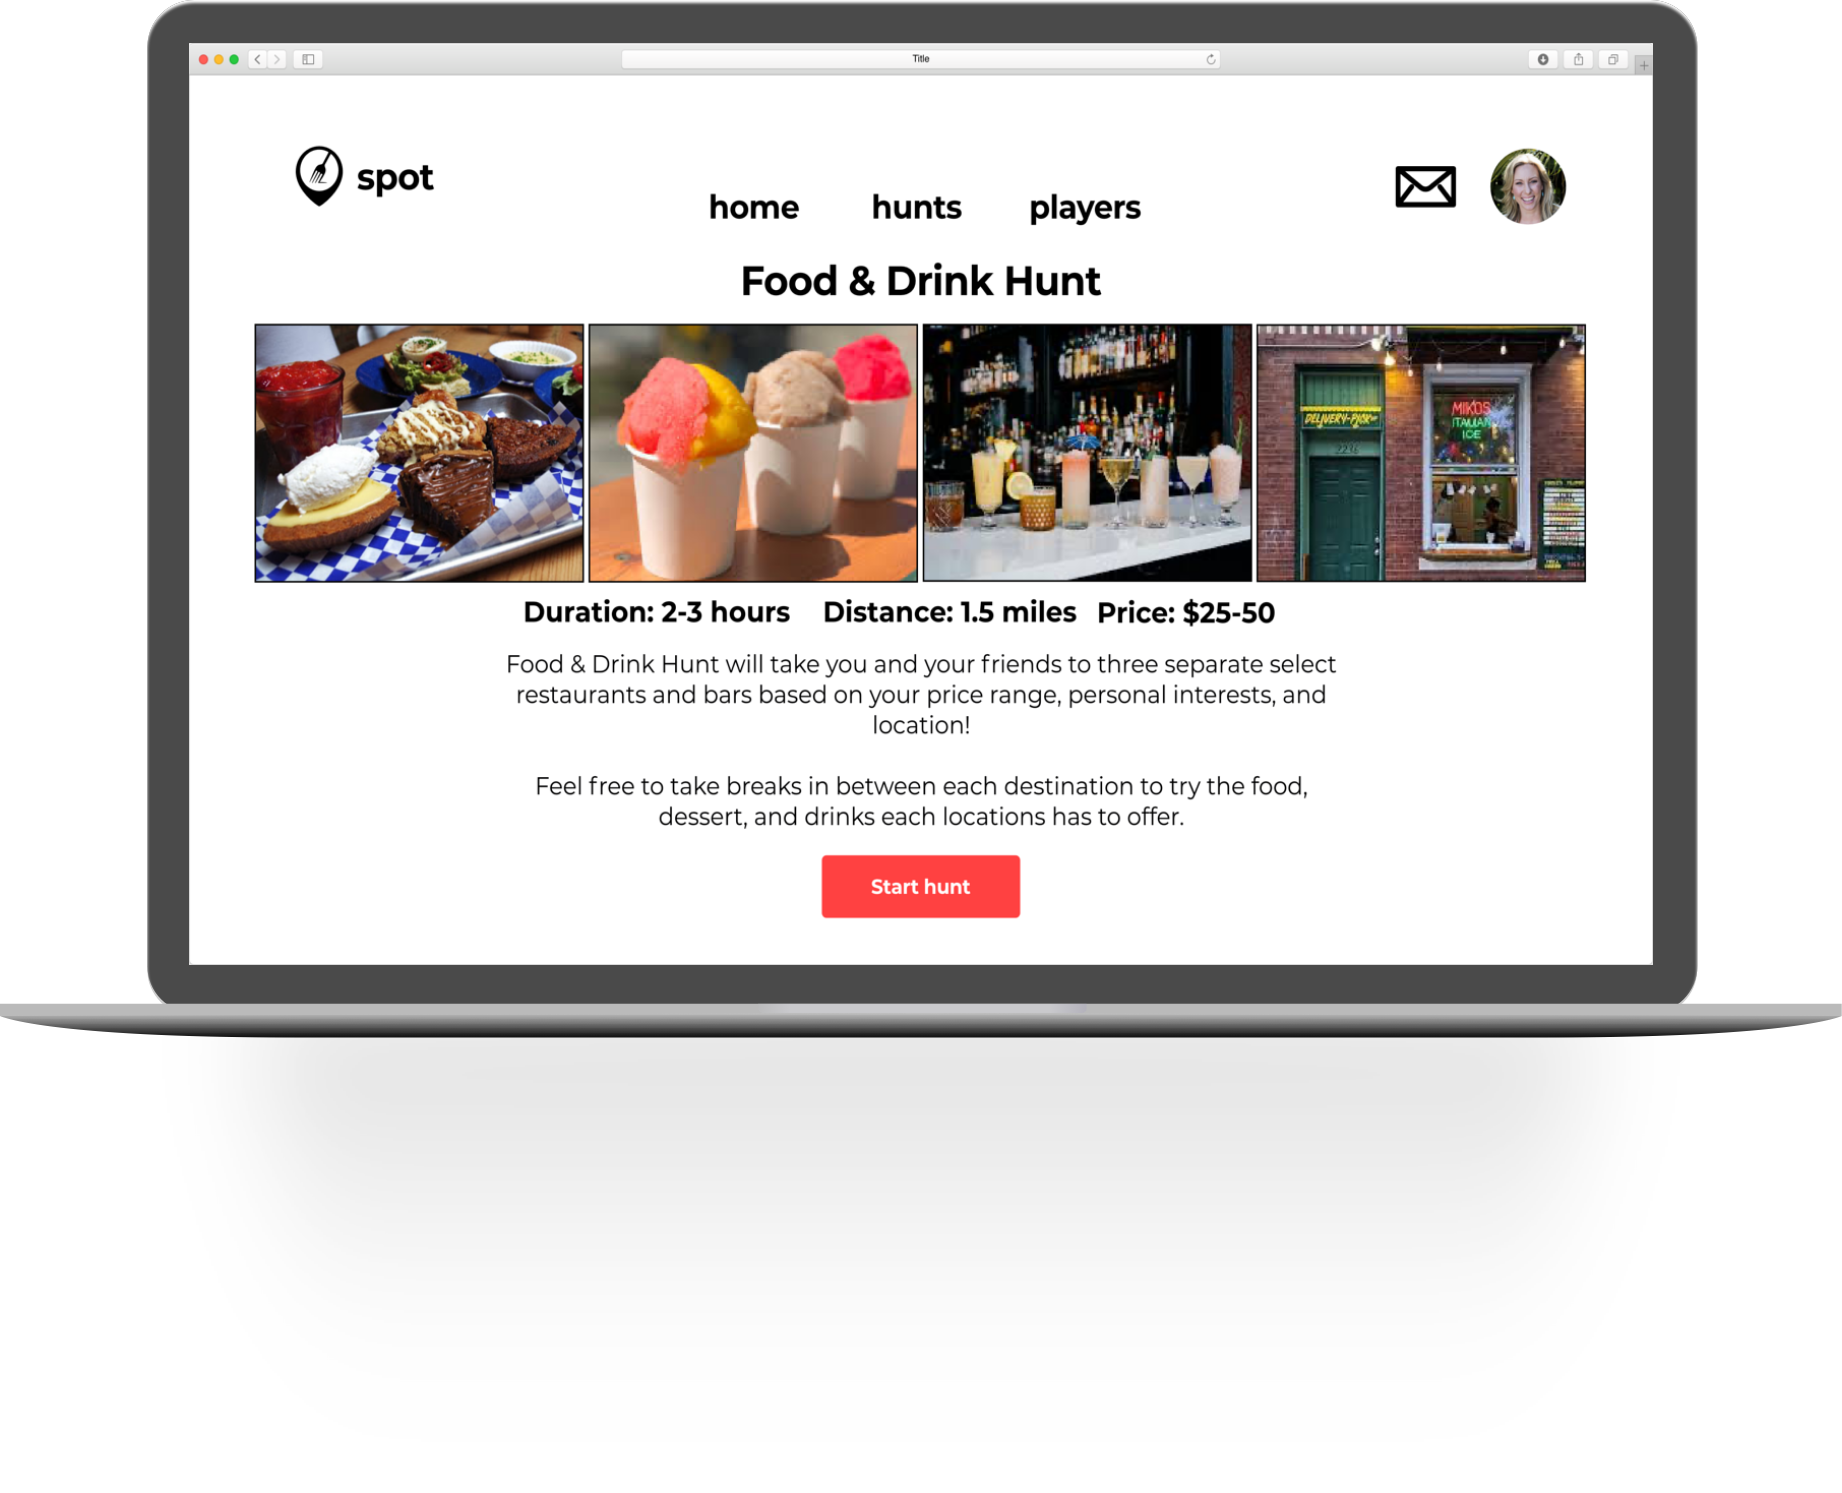 Title
spot
home hunts players
Food & Drink Hunt
DELIVERY-PICK
2236
MIKOS
ITALIAN
ICE
Duration: 2-3 hours Distance: 1.5 miles Price: $25-50
Food & Drink Hunt will take you and your friends to three separate select
restaurants and bars based on your price range, personal interests, and
location!
Feel free to take breaks in between each destination to try the food,
dessert, and drinks each locations has to offer.
Start hunt